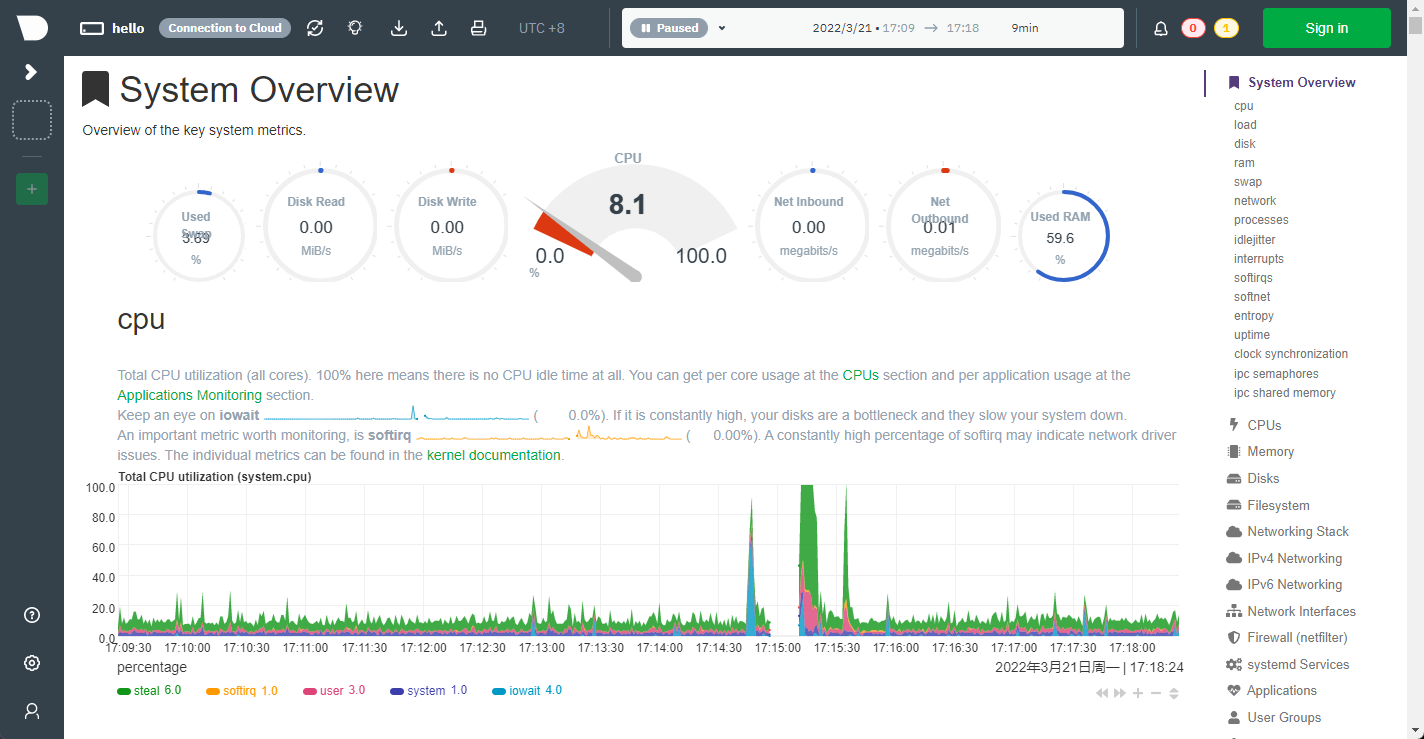 hello
Connection to Cloud
UTC +8
Paused
2022/3/21 • 17:09 → 17:18
9min
0
1
Sign in
System Overview
Overview of the key system metrics.
Used Swap
3.69
%
Disk Read
0.00
MiB/s
Disk Write
0.00
MiB/s
CPU
8.1
0.0
100.0
%
Net Inbound
0.00
megabits/s
Net
Outbound
0.01
megabits/s
Used RAM
59.6
%
cpu
Total CPU utilization (all cores). 100% here means there is no CPU idle time at all. You can get per core usage at the CPUs section and per application usage at the
Applications Monitoring section.
Keep an eye on iowait ( 0.0%). If it is constantly high, your disks are a bottleneck and they slow your system down.
An important metric worth monitoring, is softirq ( 0.00%). A constantly high percentage of softirq may indicate network driver
issues. The individual metrics can be found in the kernel documentation.
Total CPU utilization (system.cpu)
100.0
80.0
60.0
40.0
20.0
0.0
17:09:30 17:10:00 17:10:30 17:11:00 17:11:30 17:12:00 17:12:30 17:13:00 17:13:30 17:14:00 17:14:30 17:15:00 17:15:30 17:16:00 17:16:30 17:17:00 17:17:30 17:18:00
percentage
2022年3月21日周一 | 17:18:24
steal 6.0 softirq 1.0 user 3.0 system 1.0 iowait 4.0
System Overview
cpu
load
disk
ram
swap
network
processes
idlejitter
interrupts
softirqs
softnet
entropy
uptime
clock synchronization
ipc semaphores
ipc shared memory
CPUs
Memory
Disks
Filesystem
Networking Stack
IPv4 Networking
IPv6 Networking
Network Interfaces
Firewall (netfilter)
systemd Services
Applications
User Groups